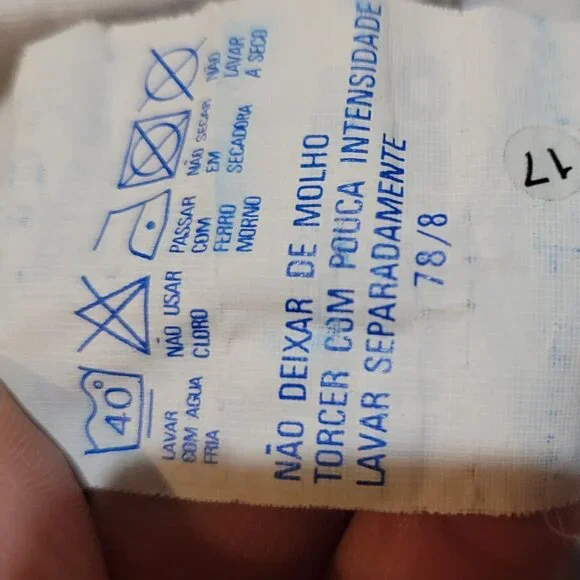 40°
LAVAR
COM AGUA
FRIA
NÃO USAR
CLORO
PASSAR
COM
FERRO
MORNO
NÃO SECAR
EM
SECADORA
NÃO
LAVAR
A SECO
NÃO DEIXAR DE MOLHO
TORCER COM POUCA INTENSIDADE
LAVAR SEPARADAMENTE
78/8
17